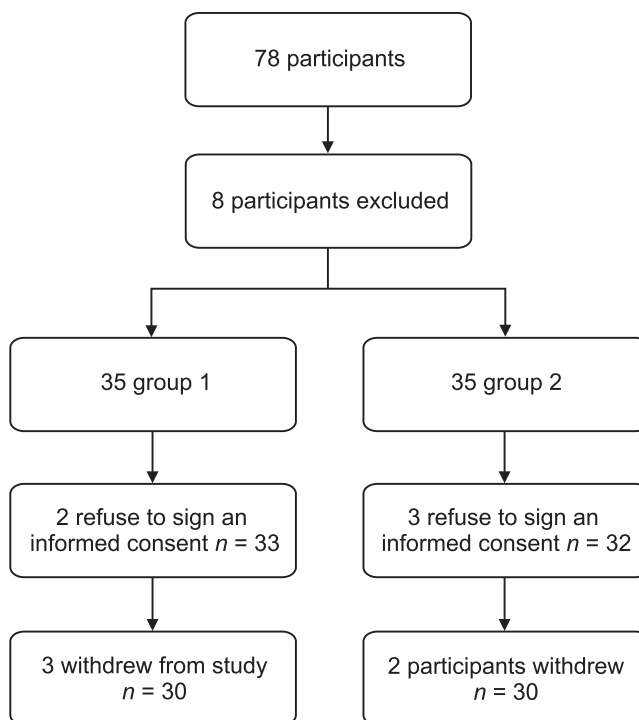 78 participants
8 participants excluded
35 group 1
35 group 2
2 refuse to sign an
informed consent n = 33
3 refuse to sign an
informed consent n = 32
3 withdrew from study
n = 30
2 participants withdrew
n = 30